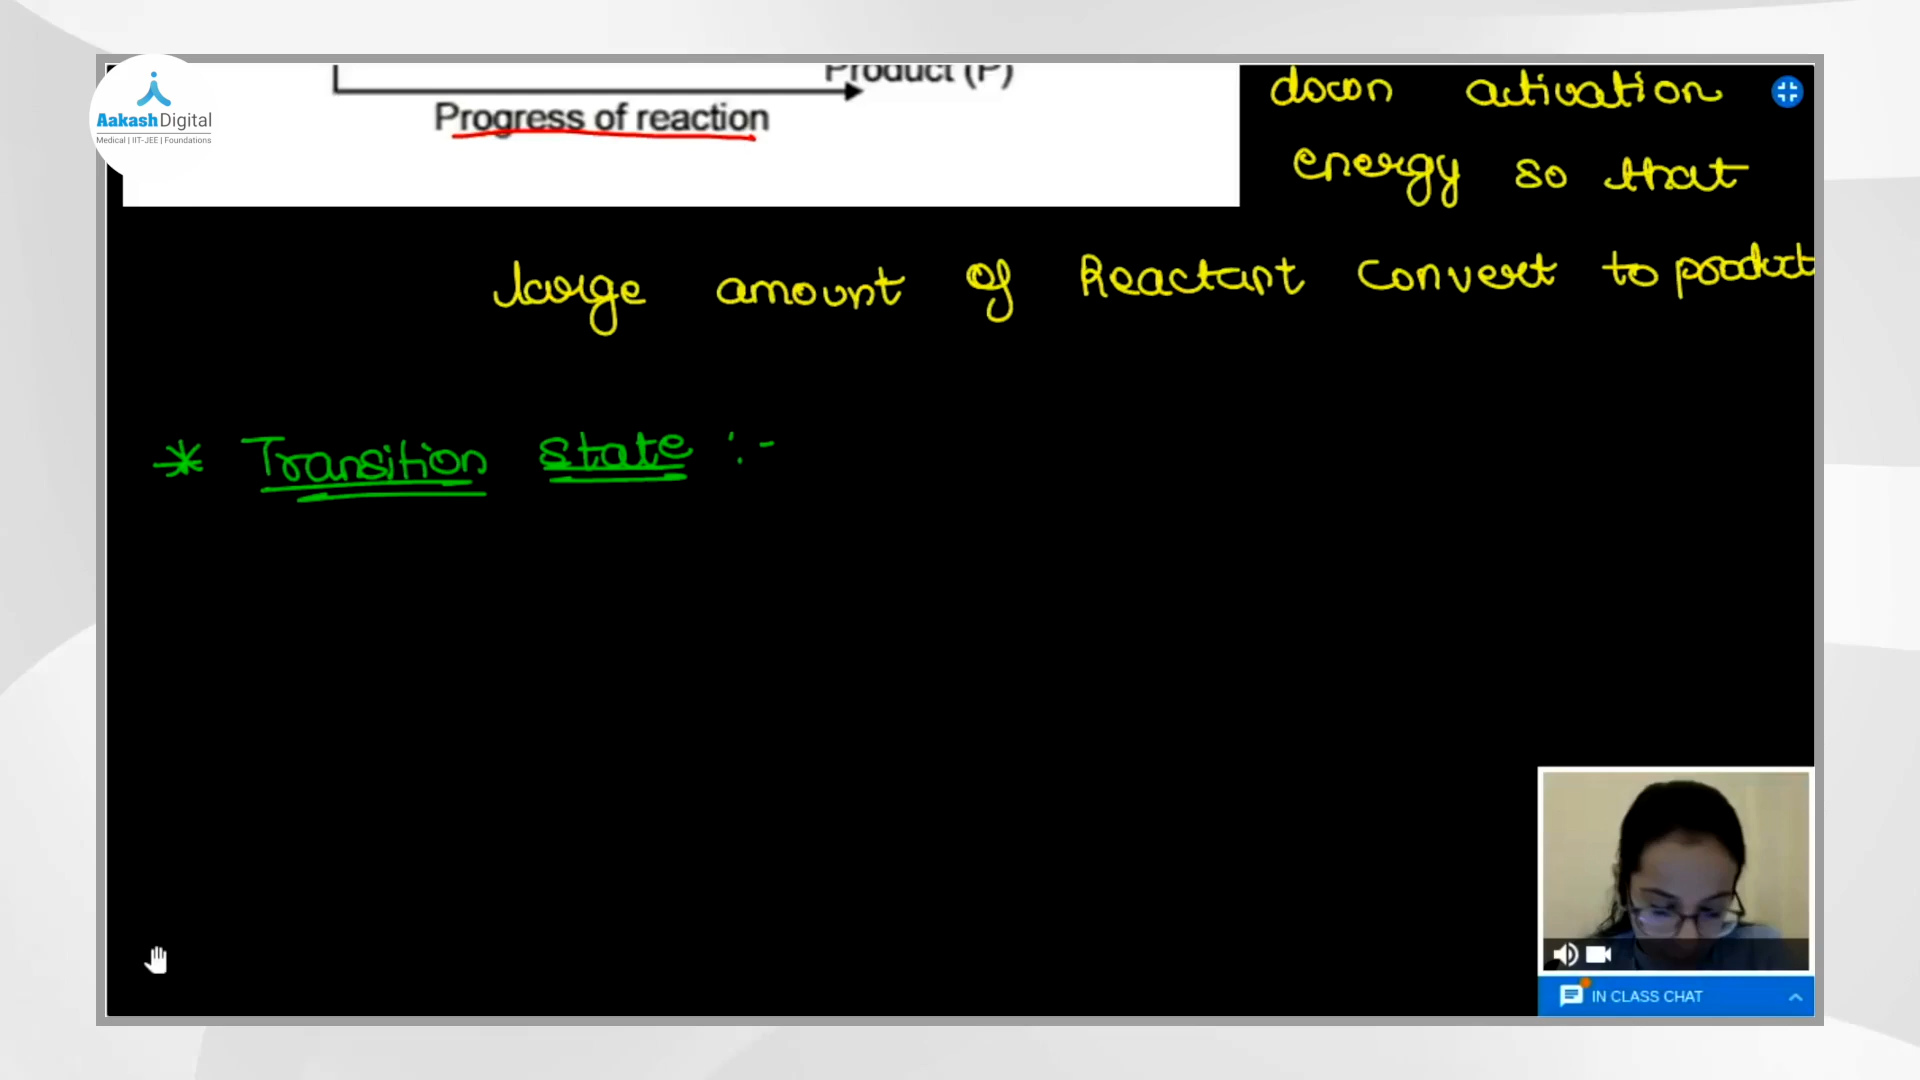 Product (P)
Progress of reaction
Aakash Digital
Medical | IIT-JEE | Foundations
down activation
energy so that
large amount of Reactant Convert to product
* Transition state :-
IN CLASS CHAT